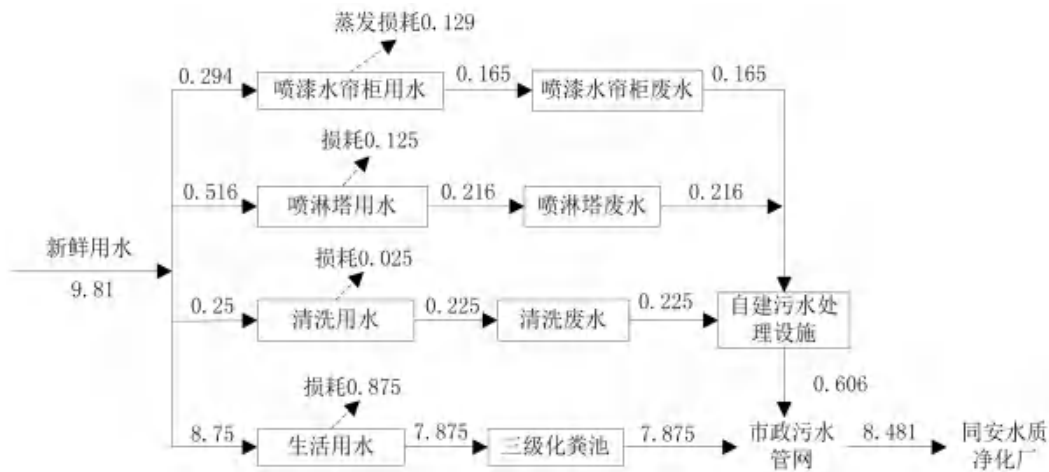 蒸发损耗0.129
0.294
喷漆水帘柜用水
0.165
喷漆水帘柜废水
0.165
损耗0.125
0.516
喷淋塔用水
0.216
喷淋塔废水
0.216
新鲜用水
9.81
损耗0.025
0.25
清洗用水
0.225
清洗废水
0.225
自建污水处
理设施
0.606
损耗0.875
8.75
生活用水
7.875
三级化粪池
7.875
市政污水
管网
8.481
同安水质
净化厂